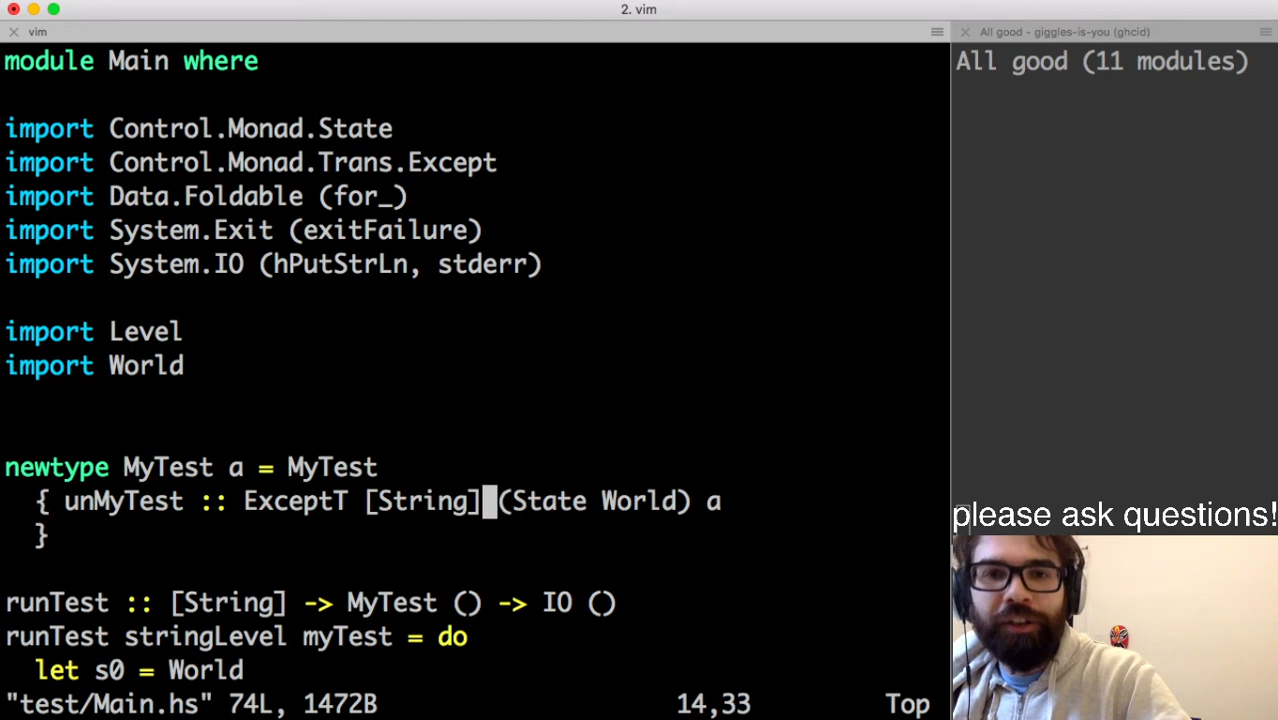 2. vim
vim
All good - giggles-is-you (ghcid)
module Main where
All good (11 modules)
import Control.Monad.State
import Control.Monad.Trans.Except
import Data.Foldable (for_)
import System.Exit (exitFailure)
import System.IO (hPutStrLn, stderr)
import Level
import World
newtype MyTest a = MyTest
{ unMyTest :: ExceptT [String] (State World) a
}
please ask questions!
runTest :: [String] -> MyTest () -> IO ()
runTest stringLevel myTest = do
let s0 = World
"test/Main.hs" 74L, 1472B 14,33 Top